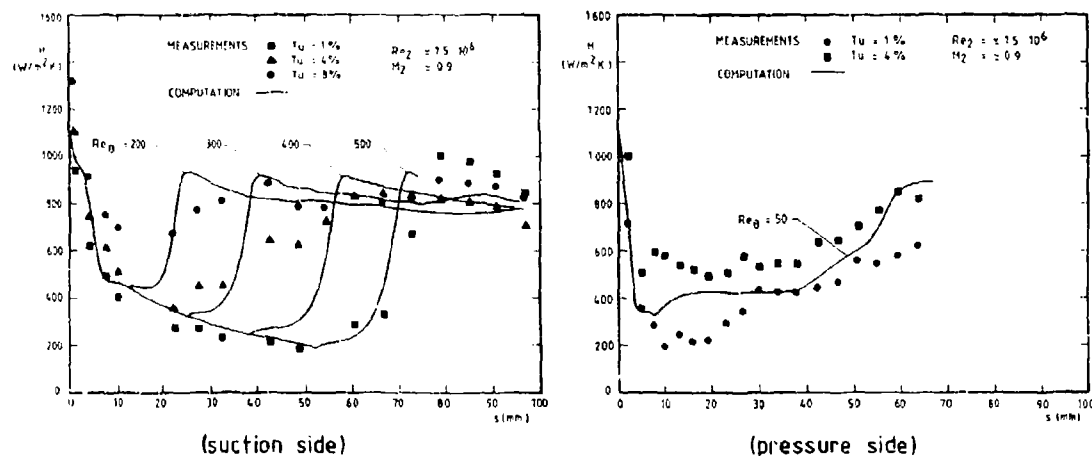 1600
H
(W/m²K)
1200
1000
800
600
400
200
0
MEASUREMENTS ■ Tu = 1%
▲ Tu = 4%
● Tu = 8%
COMPUTATION
Re₂ = 1.5 10⁶
M₂ = 0.9
Reθ = 200 300 400 500
0 10 20 30 40 50 60 70 80 90 100
s (mm)
(suction side)
1600
H
(W/m²K)
1200
1000
800
600
400
200
0
MEASUREMENTS ● Tu = 1%
■ Tu = 4%
COMPUTATION
Re₂ = ≈ 1.5 10⁶
M₂ = ≈ 0.9
Reθ = 50
0 10 20 30 40 50 60 70 80 90 100
s (mm)
(pressure side)